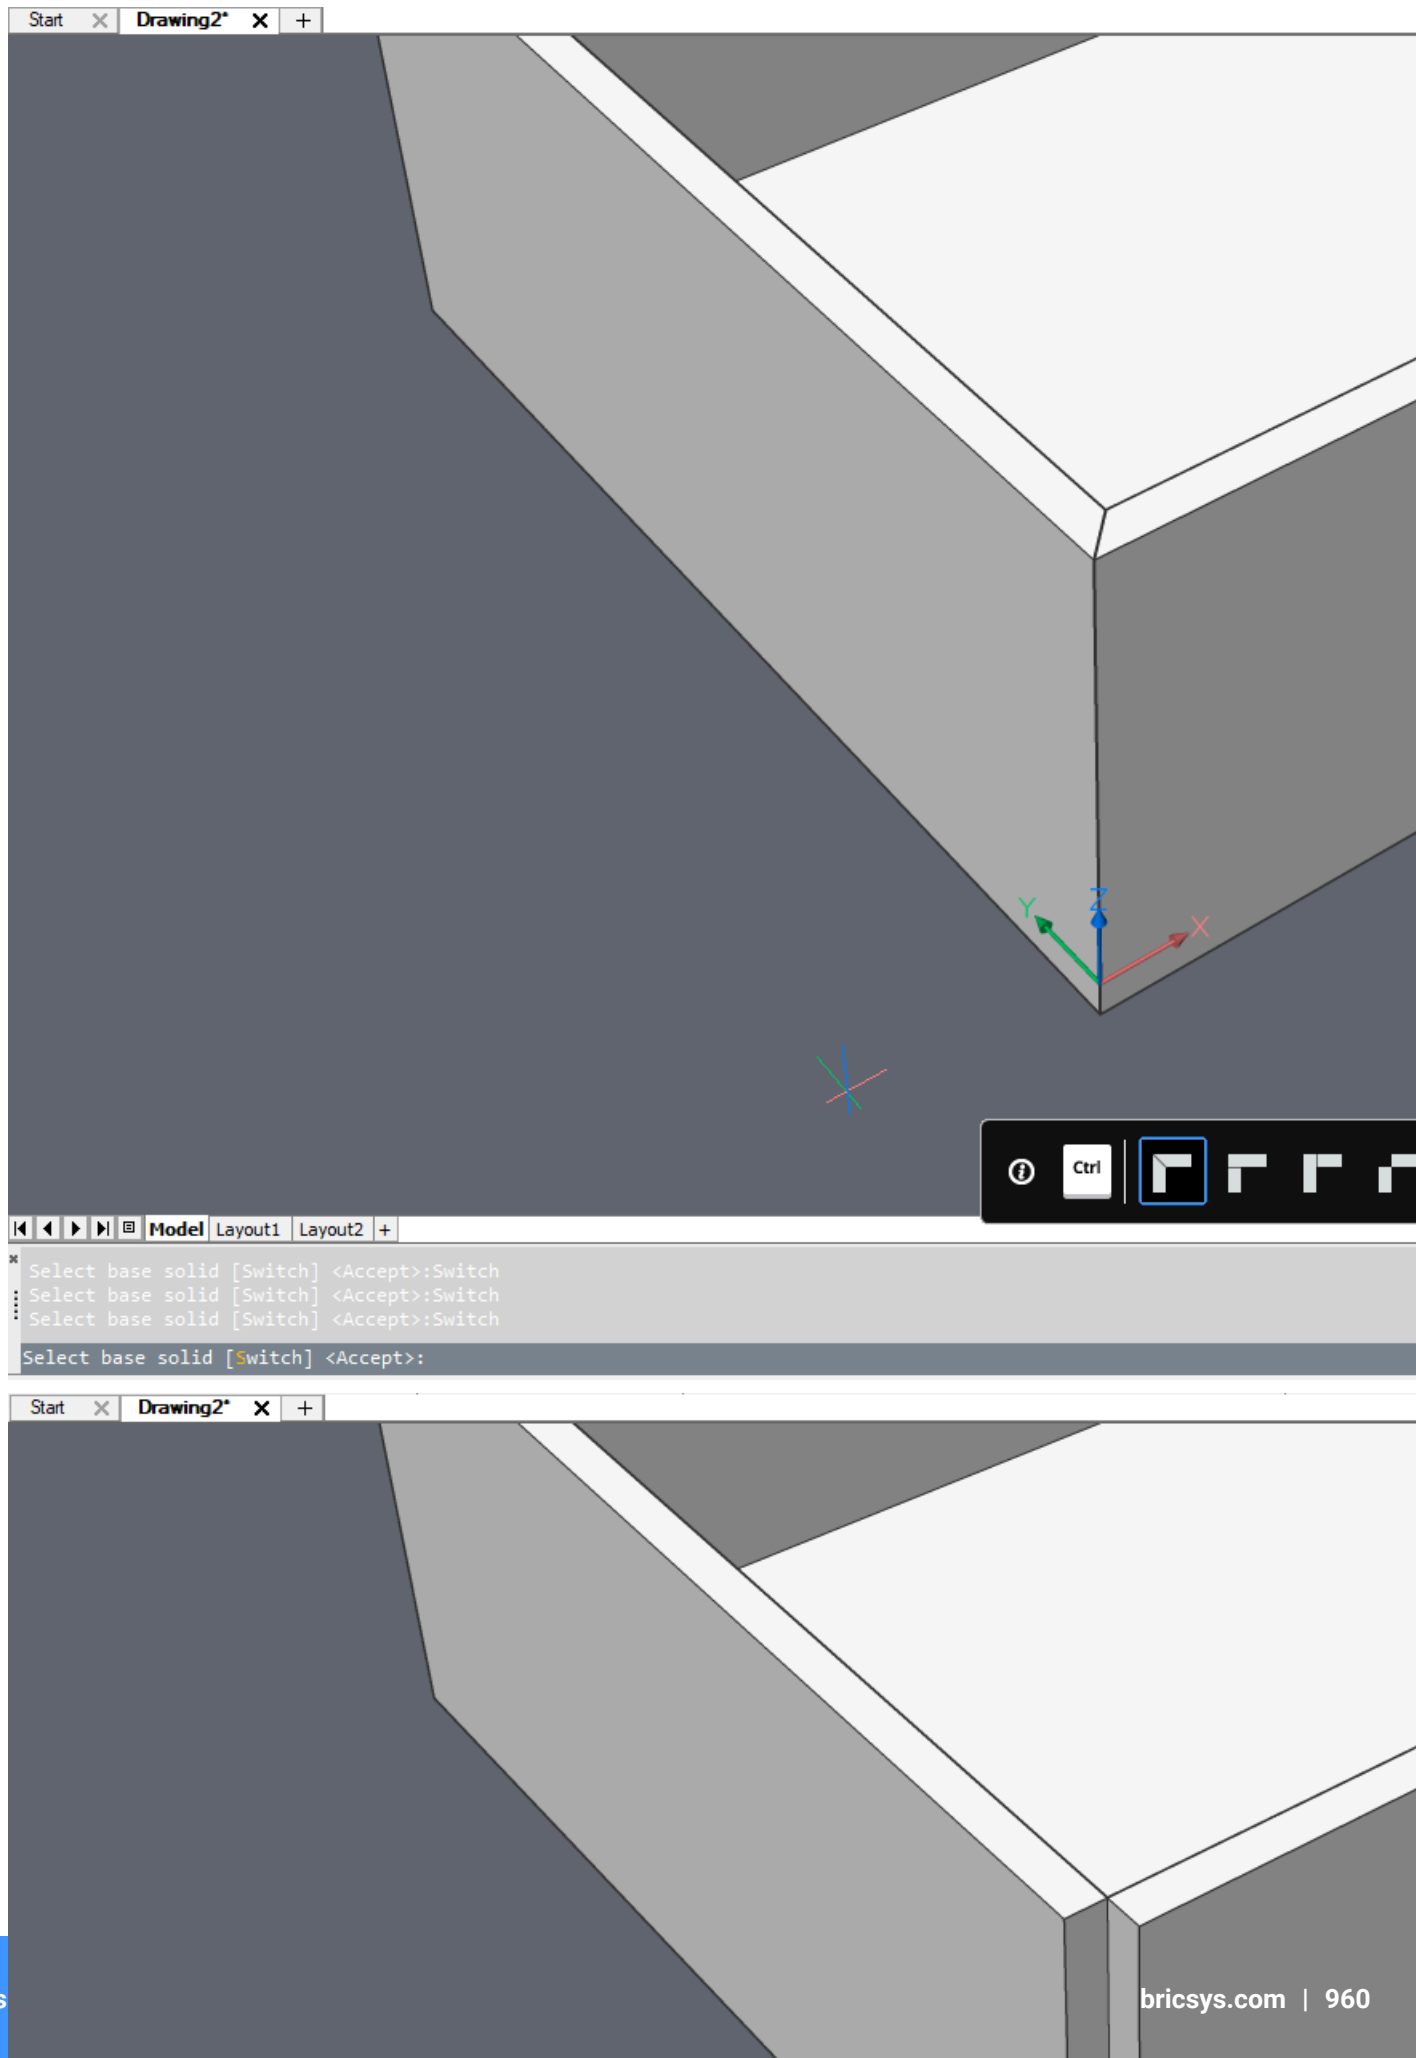 Start Drawing2* +
Y Z X
Ctrl
Model Layout1 Layout2 +
Select base solid [Switch] <Accept>:Switch
Select base solid [Switch] <Accept>:Switch
Select base solid [Switch] <Accept>:Switch
Select base solid [Switch] <Accept>:
Start Drawing2* +
s
bricsys.com | 960